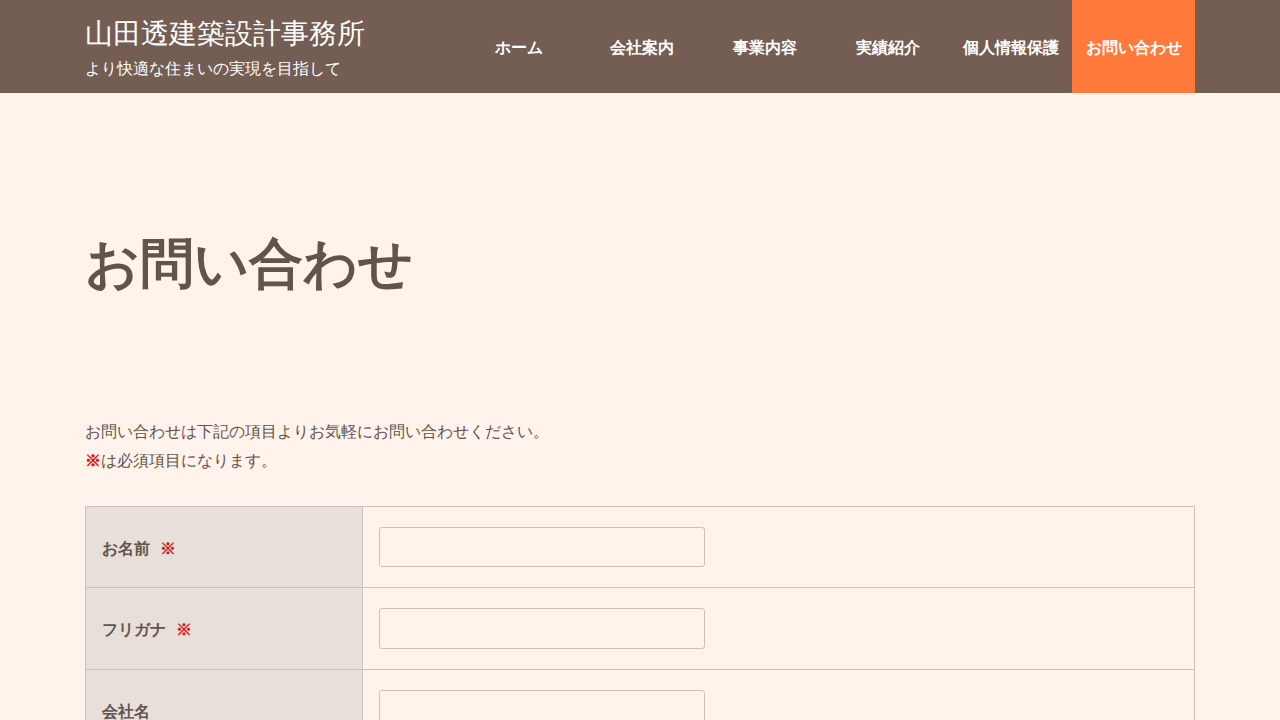 山田透建築設計事務所
より快適な住まいの実現を目指して
ホーム 会社案内 事業内容 実績紹介 個人情報保護 お問い合わせ
お問い合わせ
お問い合わせは下記の項目よりお気軽にお問い合わせください。
※は必須項目になります。
お名前 ※
フリガナ ※
会社名